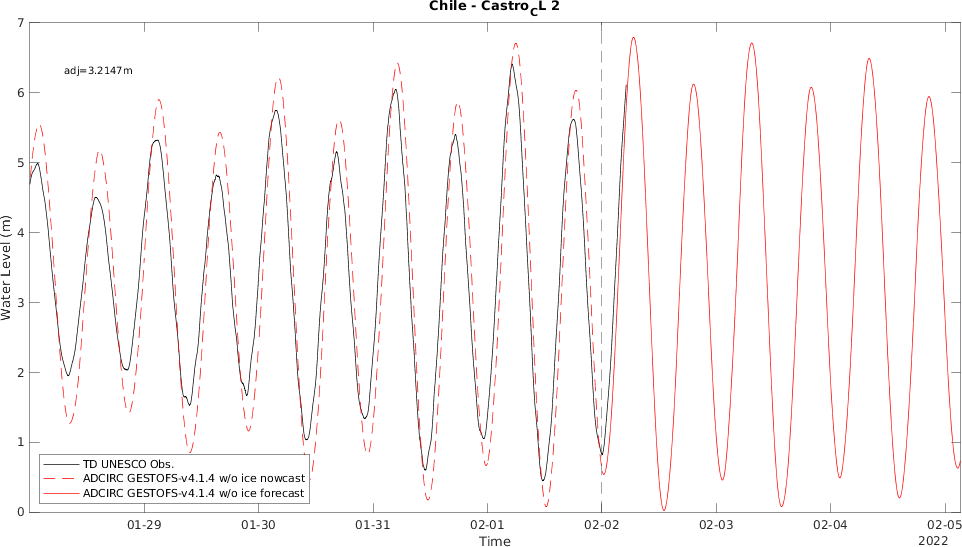 Chile - Castro_CL 2
7
adj=3.2147m
6
5
4
3
2
1
0
Water Level (m)
TD UNESCO Obs.
ADCIRC GESTOFS-v4.1.4 w/o ice nowcast
ADCIRC GESTOFS-v4.1.4 w/o ice forecast
01-29 01-30 01-31 02-01 02-02 02-03 02-04 02-05
Time
2022